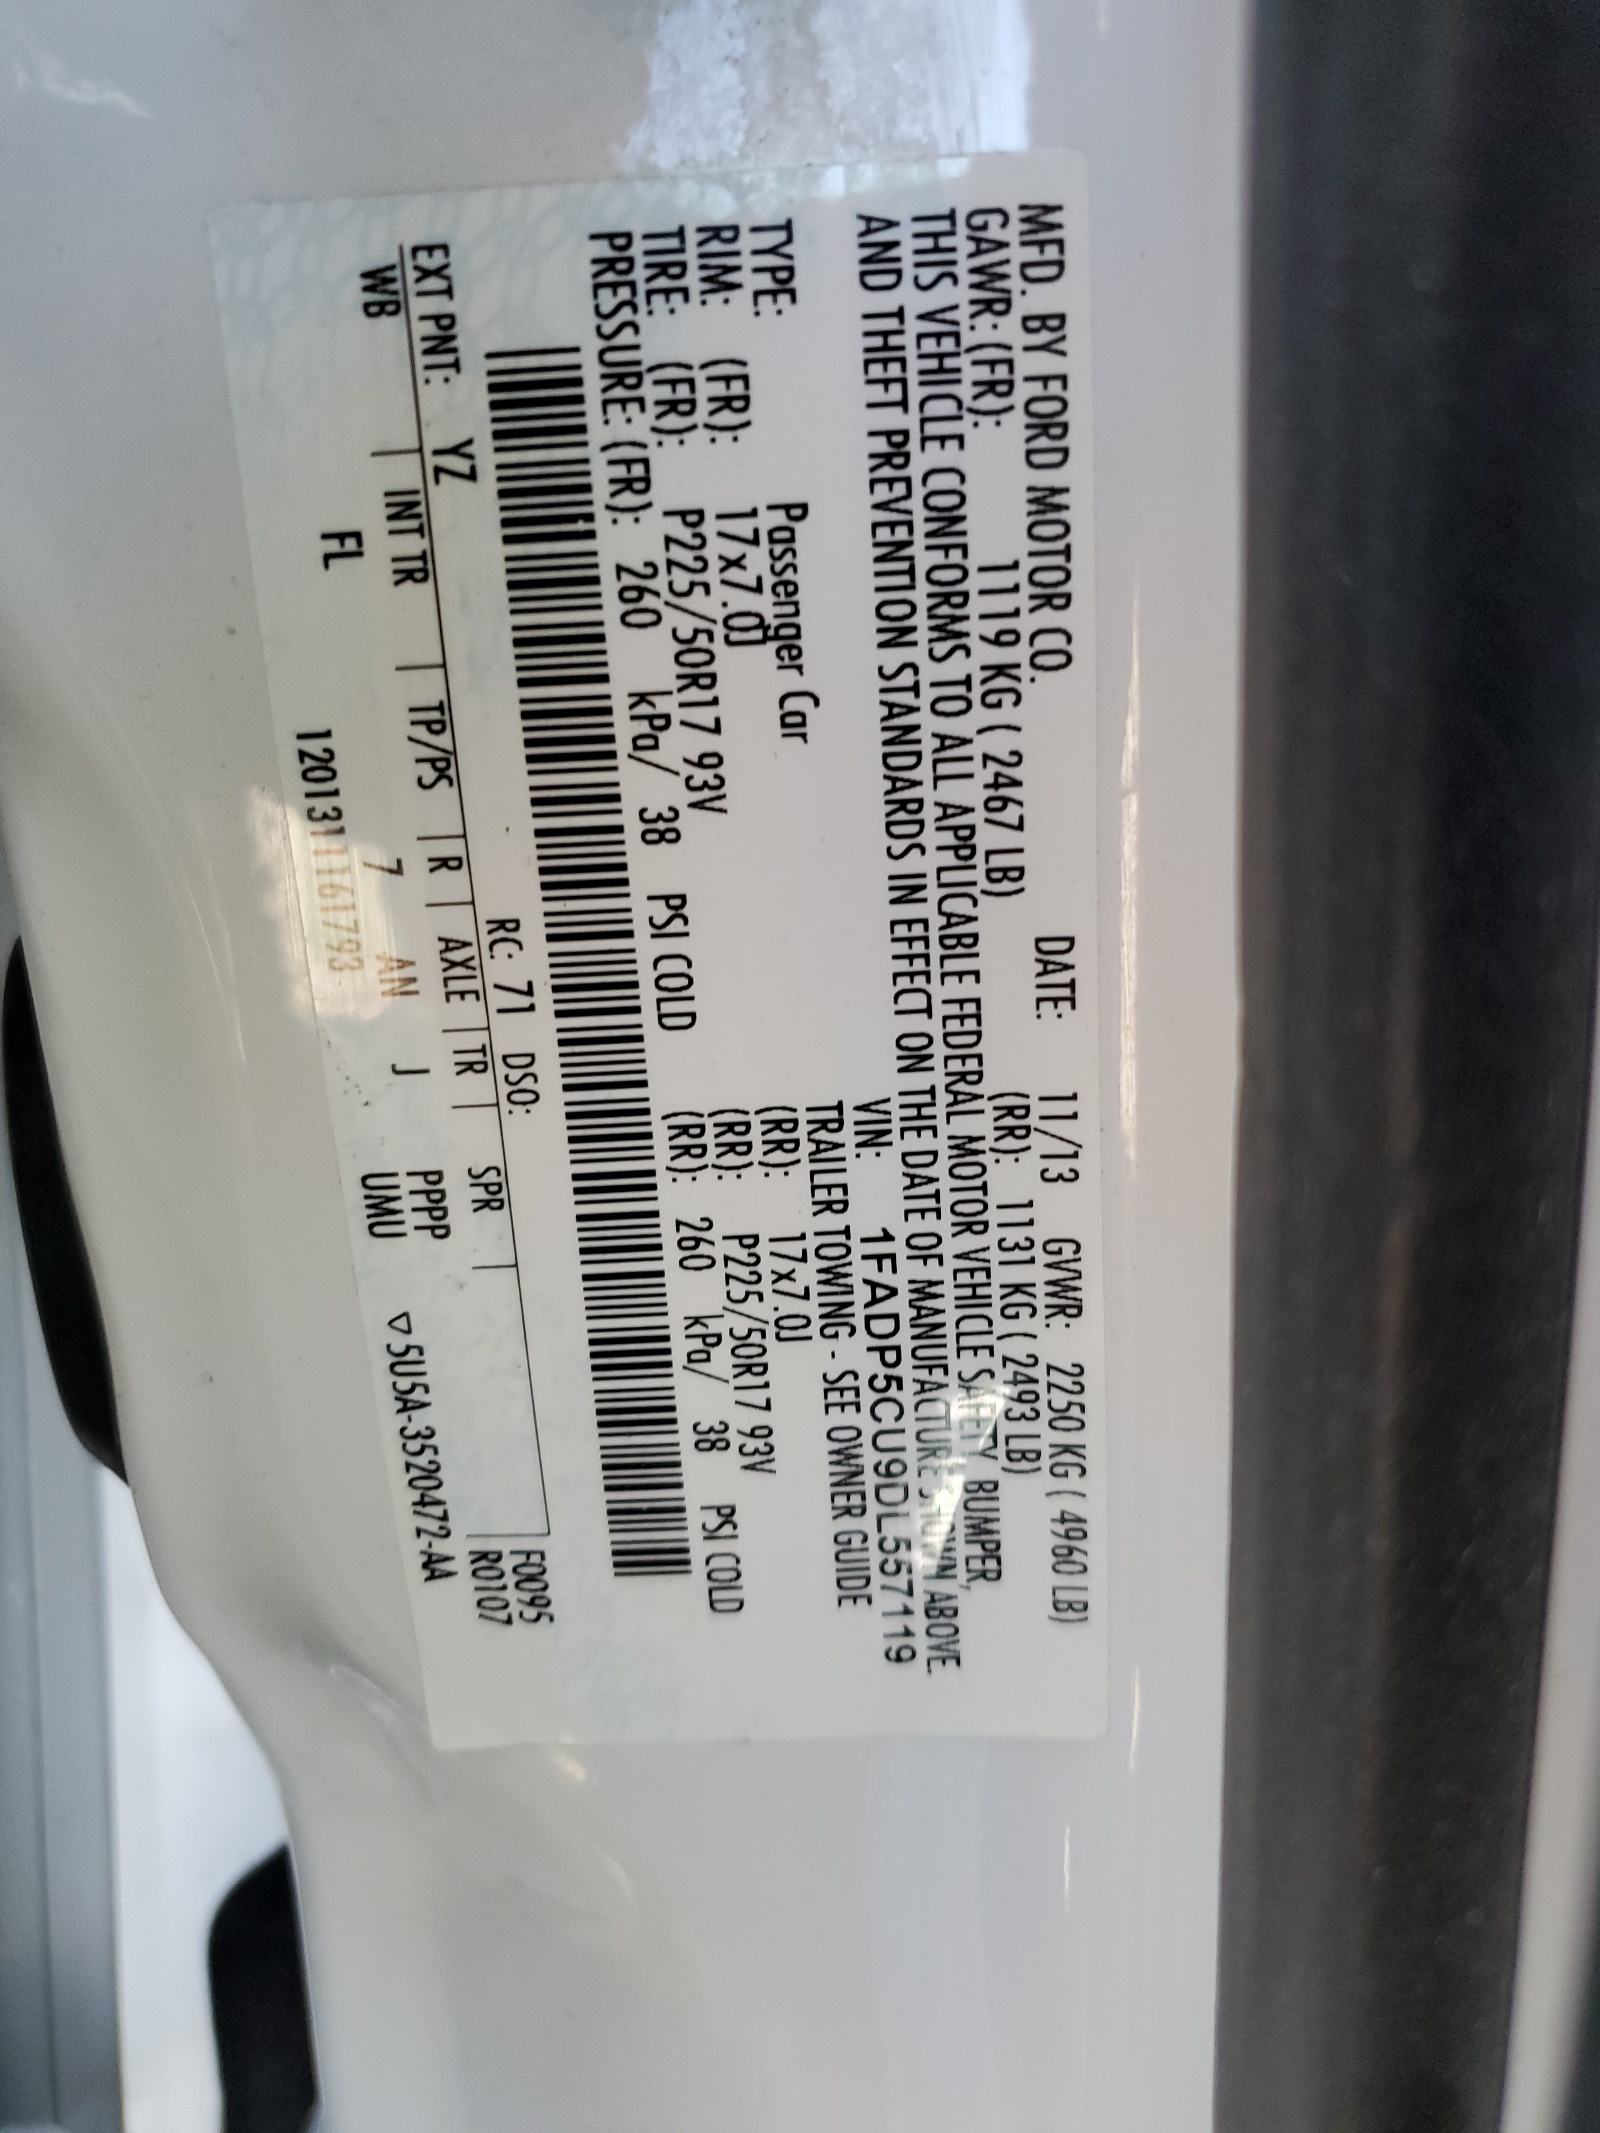 MFD. BY FORD MOTOR CO. DATE: 11/13 GVWR: 2250 KG ( 4960 LB)
GAWR: (FR): 1119 KG ( 2467 LB) (RR): 1131 KG ( 2493 LB)
THIS VEHICLE CONFORMS TO ALL APPLICABLE FEDERAL MOTOR VEHICLE SAFETY, BUMPER,
AND THEFT PREVENTION STANDARDS IN EFFECT ON THE DATE OF MANUFACTURE SHOWN ABOVE.
VIN: 1FADP5CU9DL557119
TYPE: Passenger Car TRAILER TOWING - SEE OWNER GUIDE
RIM: (FR): 17x7.0J (RR): 17x7.0J
TIRE: (FR): P225/50R17 93V (RR): P225/50R17 93V
PRESSURE: (FR): 260 kPa/ 38 PSI COLD (RR): 260 kPa/ 38 PSI COLD
RC: 71 DSO: F0095
EXT PNT: YZ R0107
WB | INT TR | TP/PS | R | AXLE | TR | SPR |
FL 7 AN J PPPP
UMU
1201311161793 ▽5U5A-3520472-AA